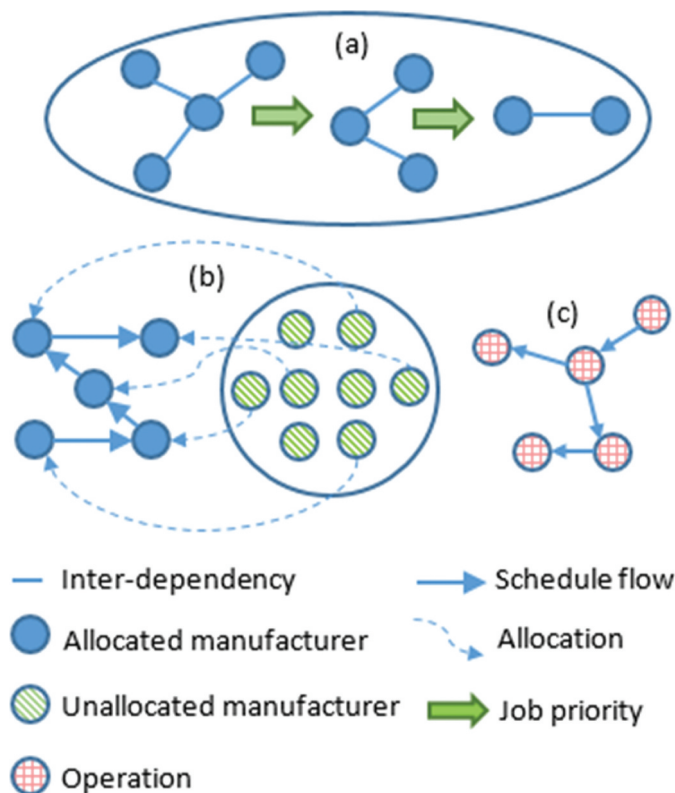 (a)
(b)
(c)
Inter-dependency
Schedule flow
Allocated manufacturer
Allocation
Unallocated manufacturer
Job priority
Operation